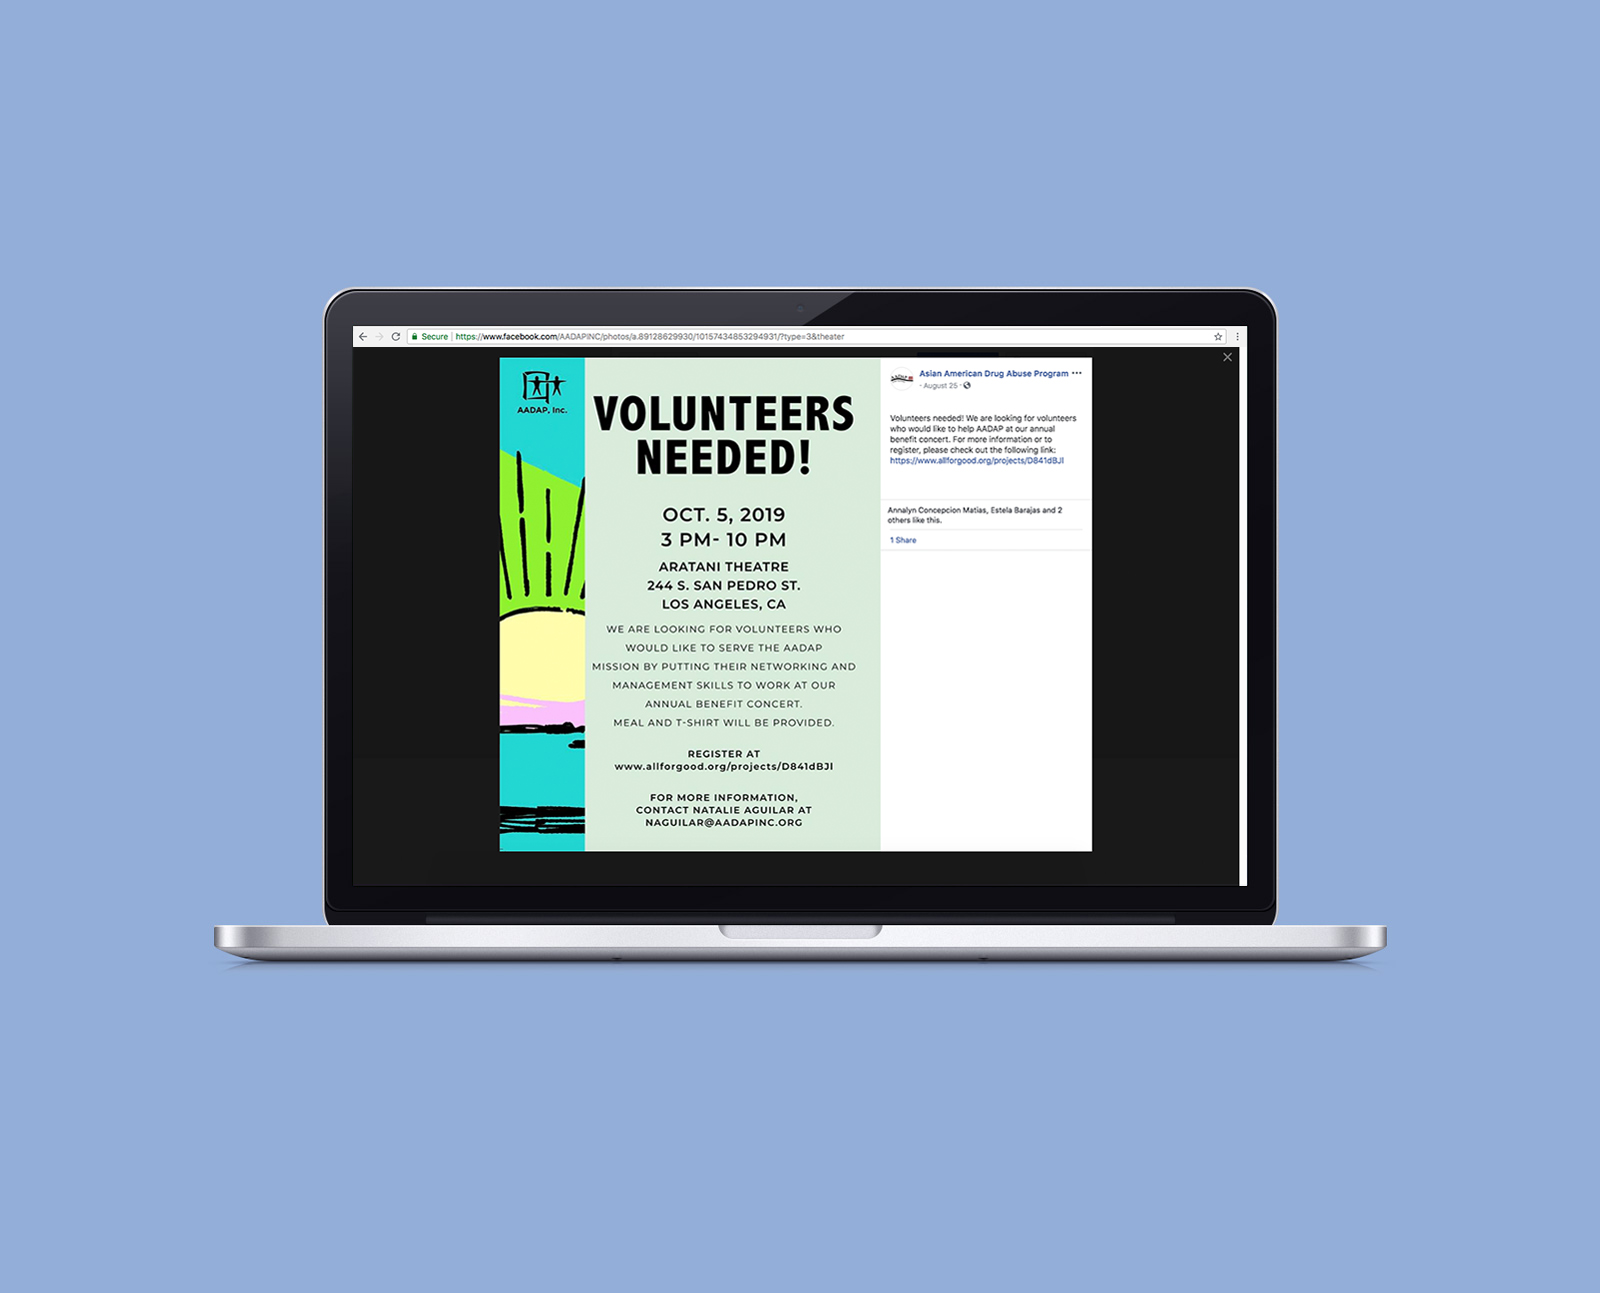 Secure https://www.facebook.com/AADAPINC/photos/a.89128629930/10157434853294931/?type=3&theater
AADAP, Inc.
VOLUNTEERS
NEEDED!
OCT. 5, 2019
3 PM- 10 PM
ARATANI THEATRE
244 S. SAN PEDRO ST.
LOS ANGELES, CA
WE ARE LOOKING FOR VOLUNTEERS WHO
WOULD LIKE TO SERVE THE AADAP
MISSION BY PUTTING THEIR NETWORKING AND
MANAGEMENT SKILLS TO WORK AT OUR
ANNUAL BENEFIT CONCERT.
MEAL AND T-SHIRT WILL BE PROVIDED.
REGISTER AT
www.allforgood.org/projects/D841dBJI
FOR MORE INFORMATION,
CONTACT NATALIE AGUILAR AT
NAGUILAR@AADAPINC.ORG
Asian American Drug Abuse Program
· August 25 ·
Volunteers needed! We are looking for volunteers
who would like to help AADAP at our annual
benefit concert. For more information or to
register, please check out the following link:
https://www.allforgood.org/projects/D841dBJI
Annalyn Concepcion Matias, Estela Barajas and 2
others like this.
1 Share